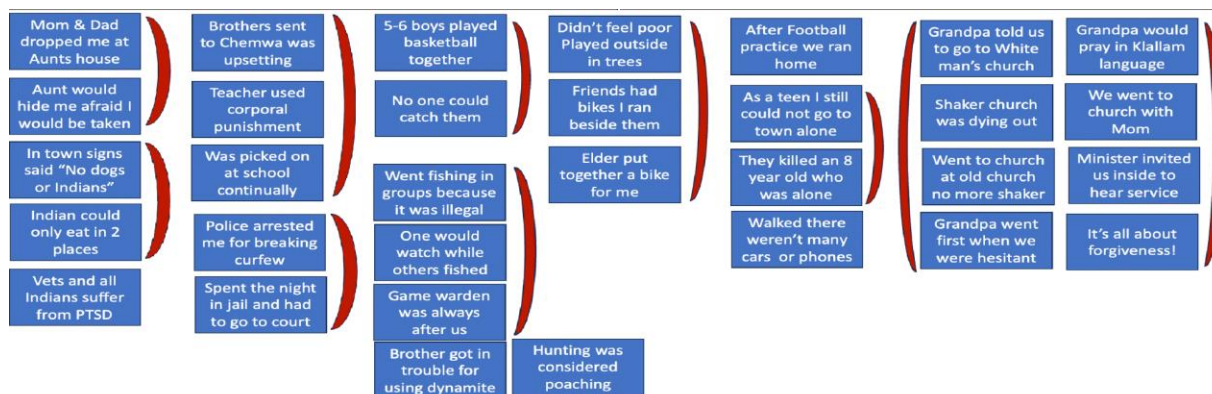 Mom & Dad
dropped me at
Aunts house
Aunt would
hide me afraid I
would be taken
In town signs
said "No dogs
or Indians"
Indian could
only eat in 2
places
Vets and all
Indians suffer
from PTSD
Brothers sent
to Chemwa was
upsetting
Teacher used
corporal
punishment
Was picked on
at school
continually
Police arrested
me for breaking
curfew
Spent the night
in jail and had
to go to court
5-6 boys played
basketball
together
No one could
catch them
Went fishing in
groups because
it was illegal
One would
watch while
others fished
Game warden
was always
after us
Brother got in
trouble for
using dynamite
Hunting was
considered
poaching
Didn't feel poor
Played outside
in trees
Friends had
bikes I ran
beside them
Elder put
together a bike
for me
After Football
practice we ran
home
As a teen I still
could not go to
town alone
They killed an 8
year old who
was alone
Walked there
weren't many
cars or phones
Grandpa told us
to go to White
man's church
Shaker church
was dying out
Went to church
at old church
no more shaker
Grandpa went
first when we
were hesitant
Grandpa would
pray in Klallam
language
We went to
church with
Mom
Minister invited
us inside to
hear service
It's all about
forgiveness!